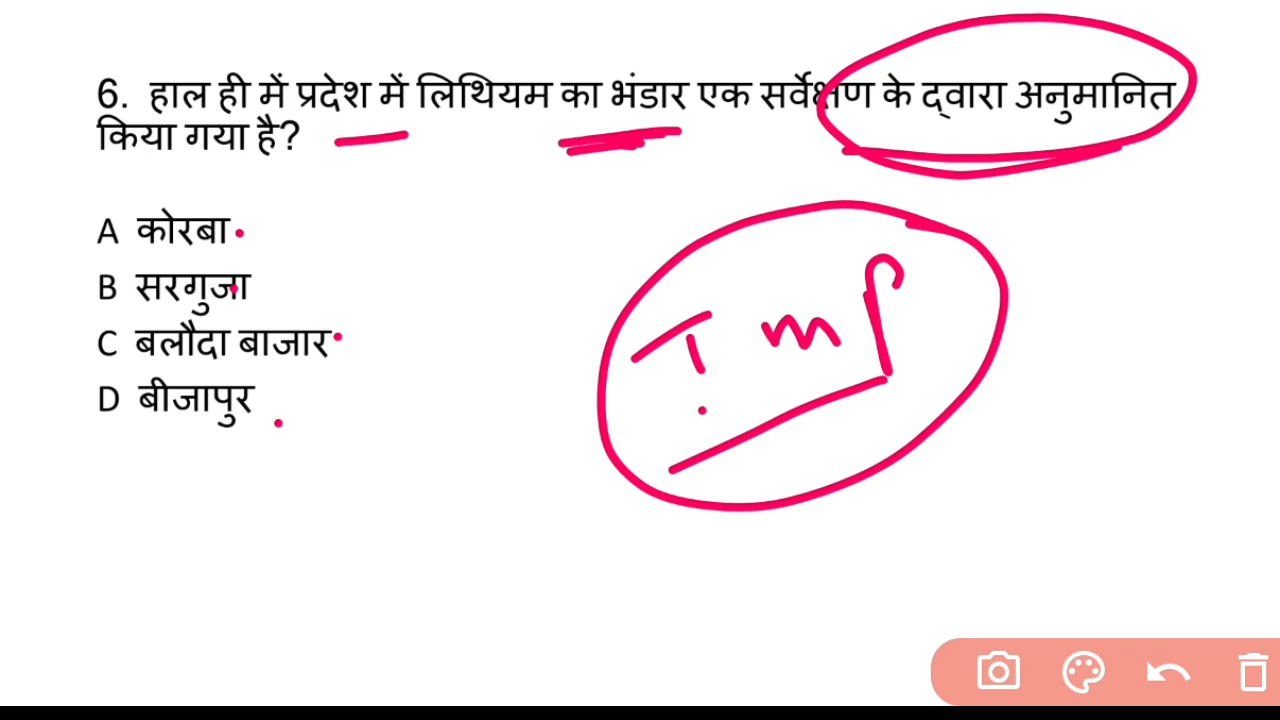 6. हाल ही में प्रदेश में लिथियम का भंडार एक सर्वेक्षण के द्वारा अनुमानित
किया गया है?
A कोरबा
B सरगुजा
C बलौदा बाजार
D बीजापुर
Imp